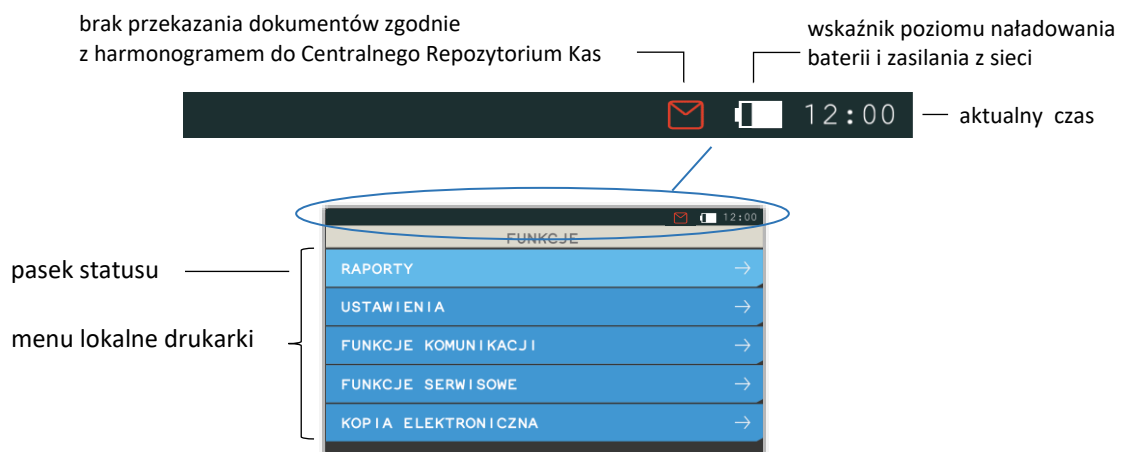 brak przekazania dokumentów zgodnie
z harmonogramem do Centralnego Repozytorium Kas
wskaźnik poziomu naładowania
baterii i zasilania z sieci
12:00
aktualny czas
12:00
FUNKCJE
pasek statusu
RAPORTY
USTAWIENIA
menu lokalne drukarki
FUNKCJE KOMUNIKACJI
FUNKCJE SERWISOWE
KOPIA ELEKTRONICZNA